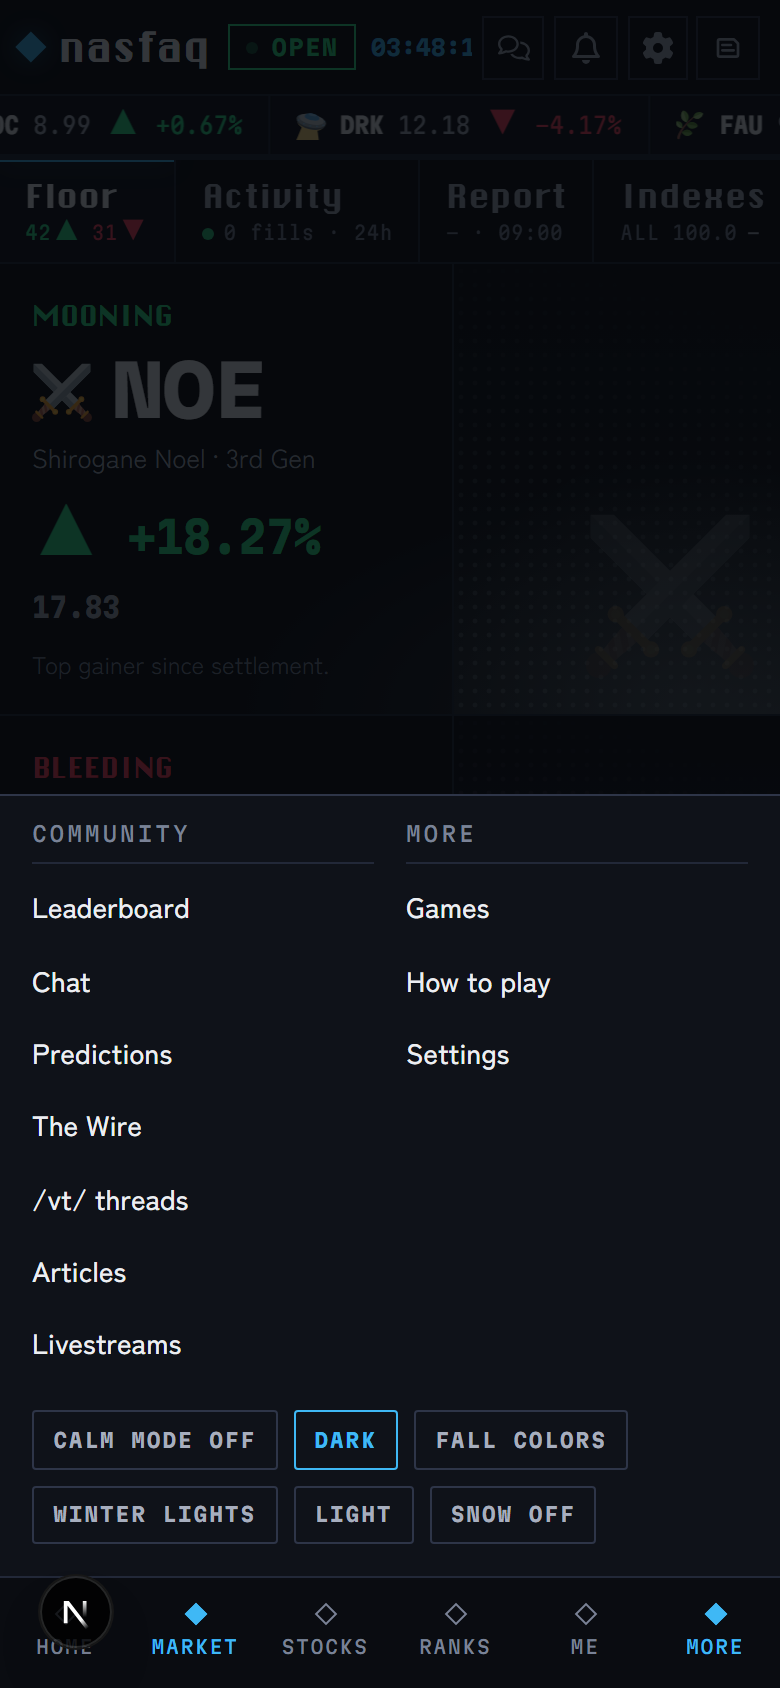 nasfaq OPEN 03:48:1
OC 8.99 ▲ +0.67% DRK 12.18 ▼ −4.17% FAU
Floor Activity Report Indexes
42▲ 31▼ 0 fills · 24h – · 09:00 ALL 100.0 –
MOONING
NOE
Shirogane Noel · 3rd Gen
▲ +18.27%
17.83
Top gainer since settlement.
BLEEDING
COMMUNITY
Leaderboard
Chat
Predictions
The Wire
/vt/ threads
Articles
Livestreams
MORE
Games
How to play
Settings
CALM MODE OFF DARK FALL COLORS
WINTER LIGHTS LIGHT SNOW OFF
N
HOME MARKET STOCKS RANKS ME MORE